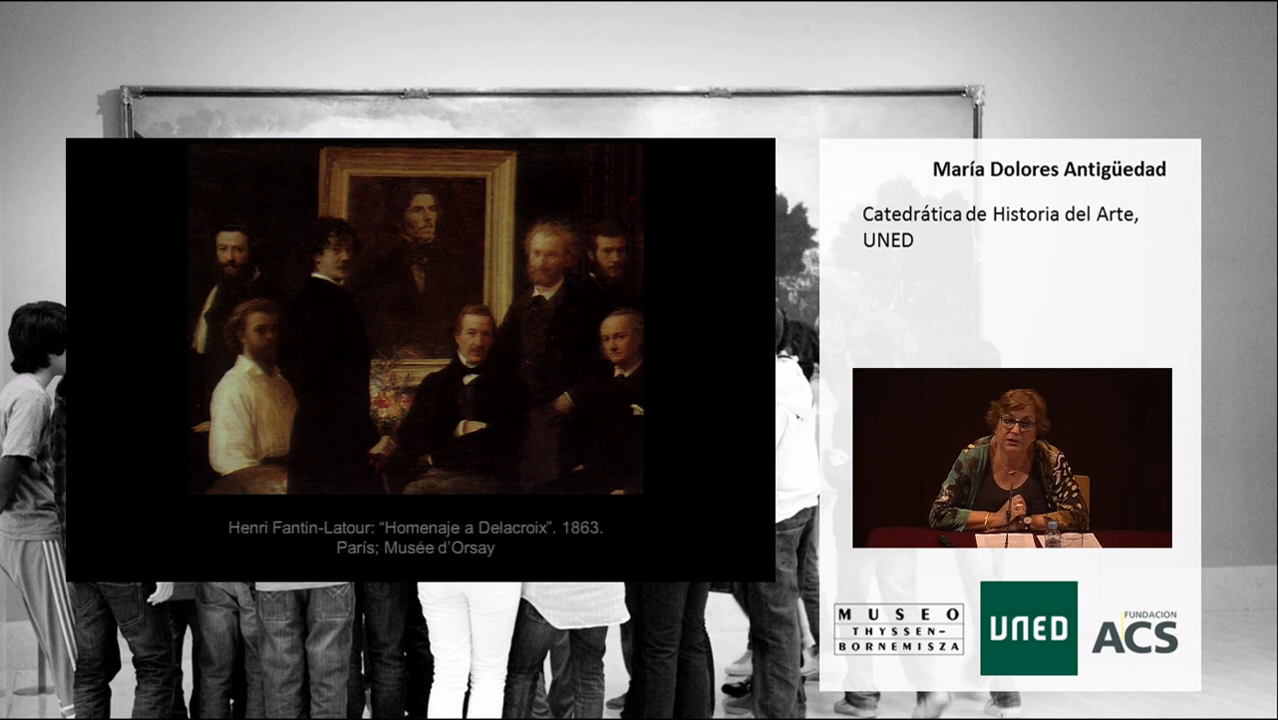 María Dolores Antigüedad
Catedrática de Historia del Arte,
UNED
Henri Fantin-Latour: “Homenaje a Delacroix”. 1863.
París; Musée d’Orsay
MUSEO
THYSSEN-
BORNEMISZA
UNED
FUNDACION
ACS